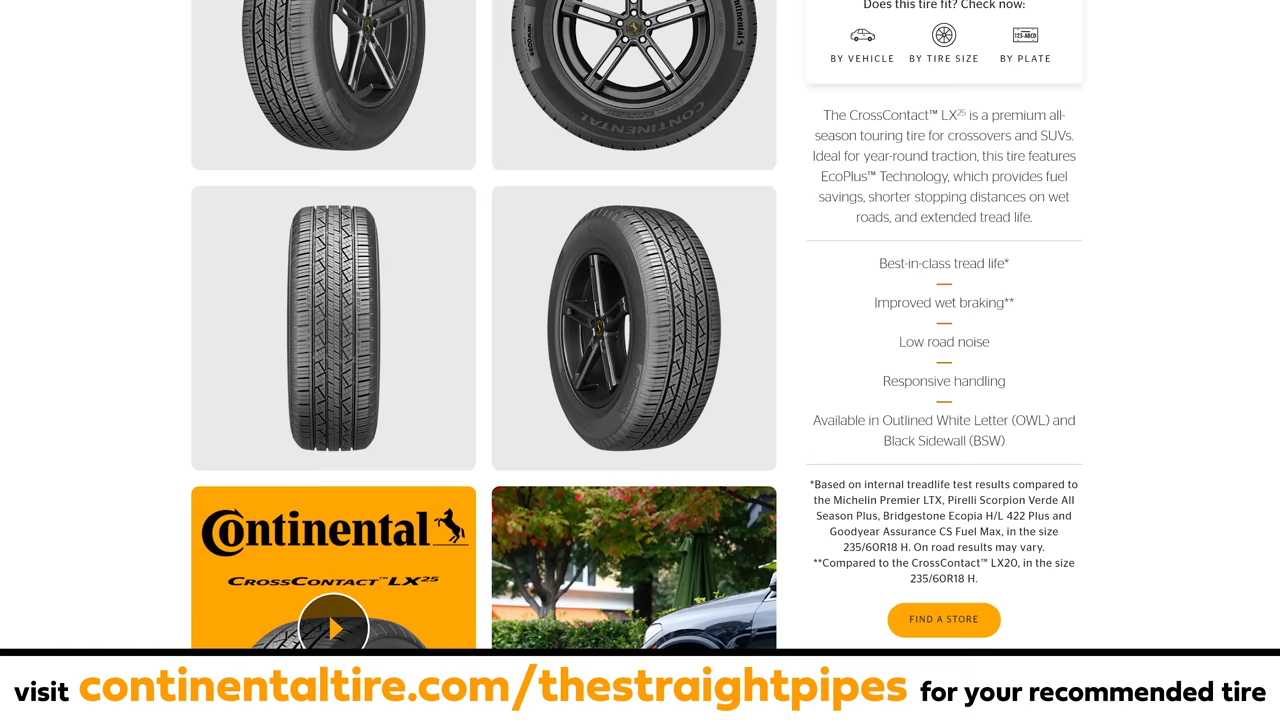 Does this tire fit? Check now:
123-ABCD
BY VEHICLE BY TIRE SIZE BY PLATE
Continental
CONTINENTAL
The CrossContact™ LX²⁵ is a premium all-
season touring tire for crossovers and SUVs.
Ideal for year-round traction, this tire features
EcoPlus™ Technology, which provides fuel
savings, shorter stopping distances on wet
roads, and extended tread life.
Best-in-class tread life*
Improved wet braking**
Low road noise
Responsive handling
Available in Outlined White Letter (OWL) and
Black Sidewall (BSW)
*Based on internal treadlife test results compared to
the Michelin Premier LTX, Pirelli Scorpion Verde All
Season Plus, Bridgestone Ecopia H/L 422 Plus and
Goodyear Assurance CS Fuel Max, in the size
235/60R18 H. On road results may vary.
**Compared to the CrossContact™ LX20, in the size
235/60R18 H.
FIND A STORE
Continental
CROSSCONTACT™ LX²⁵
visit continentaltire.com/thestraightpipes for your recommended tire